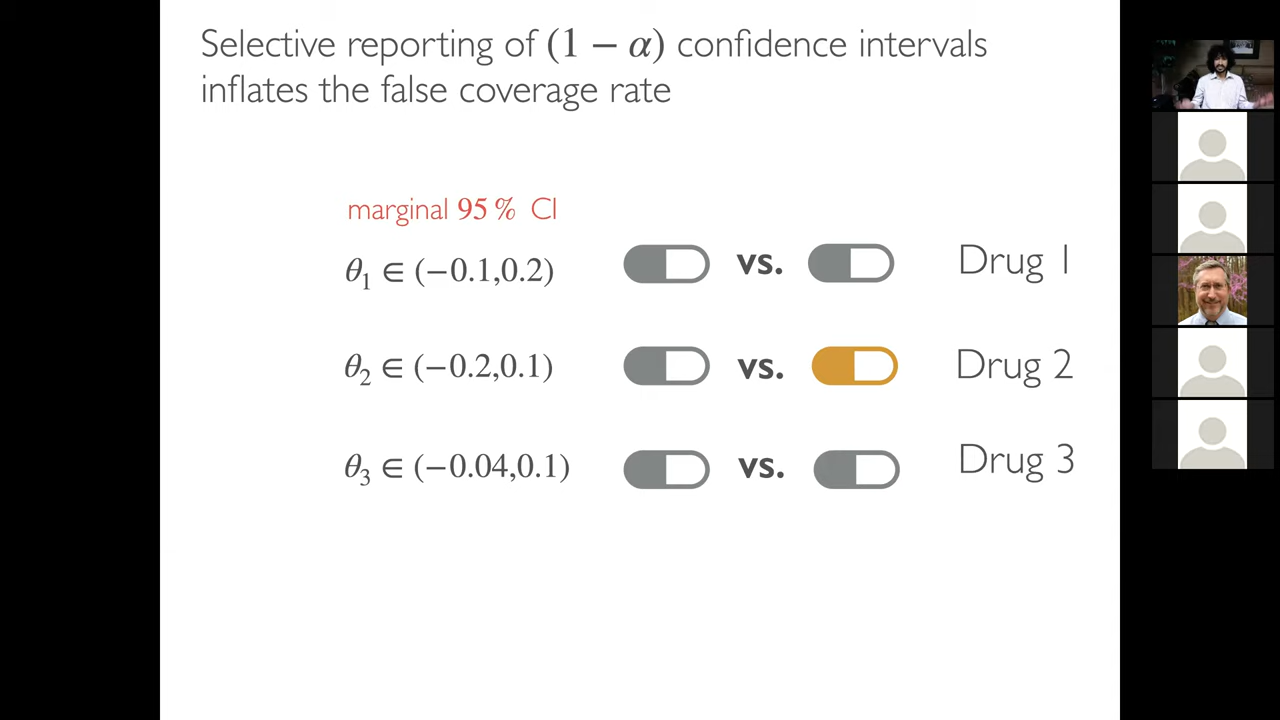 Selective reporting of (1 − α) confidence intervals
inflates the false coverage rate
marginal 95 % CI
θ₁ ∈ (−0.1,0.2) vs. Drug 1
θ₂ ∈ (−0.2,0.1) vs. Drug 2
θ₃ ∈ (−0.04,0.1) vs. Drug 3